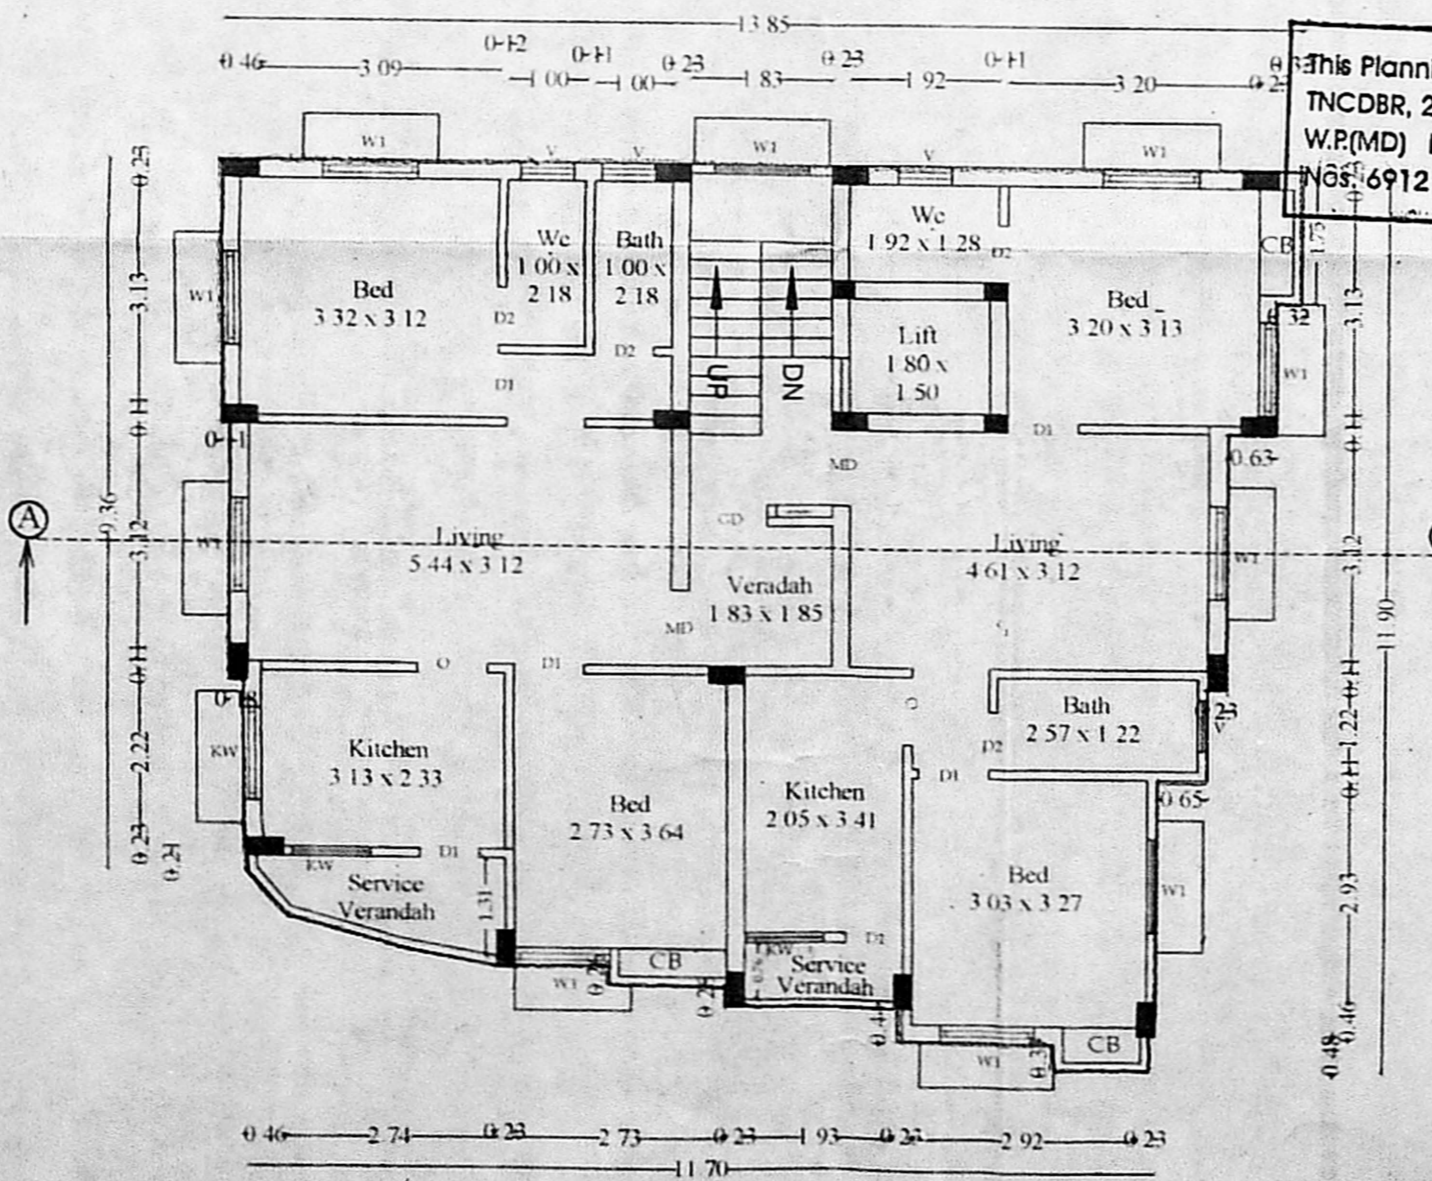 13.85
0.46
3.09
0.12
1.00
0.11
1.00
0.23
1.83
0.23
1.92
0.11
3.20
This Planni
TNCDBR, 2
W.P.(MD)
Nos. 6912
W1
V
V
W1
V
W1
0.23
3.13
0.11
3.12
0.11
2.22
0.23
9.36
0.21
W1
Bed
3.32 x 3.12
Wc
1.00 x
2.18
Bath
1.00 x
2.18
D2
D2
D1
UP
DN
Wc
1.92 x 1.28
D2
Lift
1.80 x
1.50
Bed
3.20 x 3.13
CB
0.32
W1
D1
0.63
MD
GD
A
W1
Living
5.44 x 3.12
Veradah
1.83 x 1.85
MD
Living
4.61 x 3.12
W1
O
D1
KW
Kitchen
3.13 x 2.33
KW
D1
Service
Verandah
1.31
Bed
2.73 x 3.64
W1
CB
Kitchen
2.05 x 3.41
KW
Service
Verandah
O
D2
D1
Bath
2.57 x 1.22
V
0.65
Bed
3.03 x 3.27
W1
W1
CB
3.13
0.11
3.12
0.11
1.22
0.11
2.93
0.46
0.48
11.90
0.46
2.74
0.23
2.73
0.23
1.93
0.23
2.92
0.23
11.70